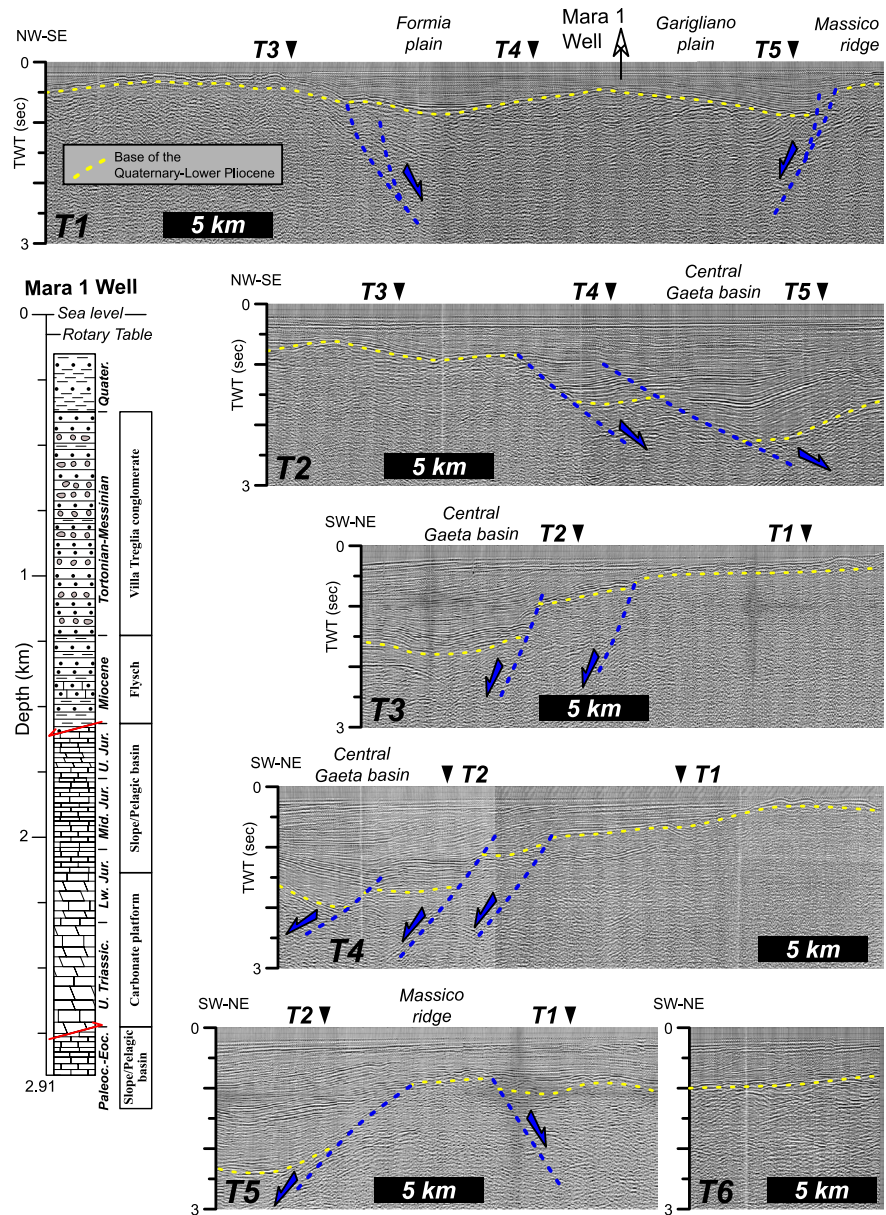 NW-SE
T3
Formia
plain
T4
Mara 1
Well
Garigliano
plain
T5
Massico
ridge
0
TWT (sec)
3
Base of the
Quaternary-Lower Pliocene
T1
5 km
Mara 1 Well
0
Sea level
Rotary Table
Depth (km)
1
2
2.91
Quater.
Tortonian-Messinian
Miocene
U. Jur.
Mid. Jur.
Lw. Jur.
U. Triassic.
Paleoc.-Eoc.
Villa Treglia conglomerate
Flysch
Slope/Pelagic basin
Carbonate platform
Slope/Pelagic
basin
NW-SE
T3
T4
Central
Gaeta basin
T5
0
TWT (sec)
3
T2
5 km
SW-NE
Central
Gaeta basin
T2
T1
0
TWT (sec)
3
T3
5 km
SW-NE
Central
Gaeta basin
T2
T1
0
TWT (sec)
3
T4
5 km
SW-NE
T2
Massico
ridge
T1
0
TWT (sec)
3
T5
5 km
SW-NE
0
3
T6
5 km